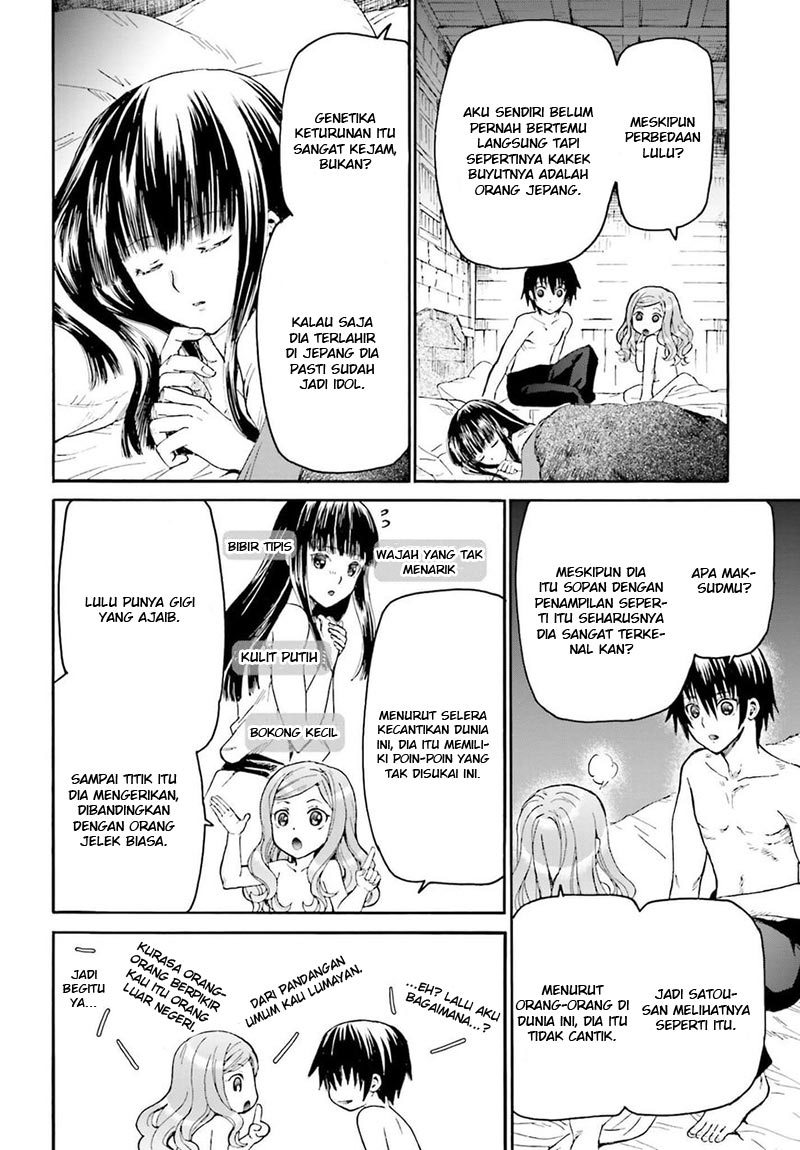 MESKIPUN
PERBEDAAN
LULU?
AKU SENDIRI BELUM
PERNAH BERTEMU
LANGSUNG TAPI
SEPERTINYA KAKEK
BUYUTNYA ADALAH
ORANG JEPANG.
GENETIKA
KETURUNAN ITU
SANGAT KEJAM,
BUKAN?
KALAU SAJA
DIA TERLAHIR
DI JEPANG DIA
PASTI SUDAH
JADI IDOL.
APA MAK-
SUDMU?
MESKIPUN DIA
ITU SOPAN DENGAN
PENAMPILAN SEPER-
TI ITU SEHARUSNYA
DIA SANGAT TERKE-
NAL KAN?
JADI SATOU-
SAN MELIHATNYA
SEPERTI ITU.
MENURUT
ORANG-ORANG DI
DUNIA INI, DIA ITU
TIDAK CANTIK.
WAJAH YANG TAK
MENARIK
BIBIR TIPIS
KULIT PUTIH
BOKONG KECIL
MENURUT SELERA
KECANTIKAN DUNIA
INI, DIA ITU MEMILI-
KI POIN-POIN YANG
TAK DISUKAI INI.
LULU PUNYA GIGI
YANG AJAIB.
SAMPAI TITIK ITU
DIA MENGERIKAN,
DIBANDINGKAN
DENGAN ORANG
JELEK BIASA.
...EH? LALU AKU
BAGAIMANA...?
DARI PANDANGAN
UMUM KAU LUMAYAN.
KURASA ORANG-
ORANG BERPIKIR
KAU ITU ORANG
LUAR NEGERI.
JADI
BEGITU
YA...